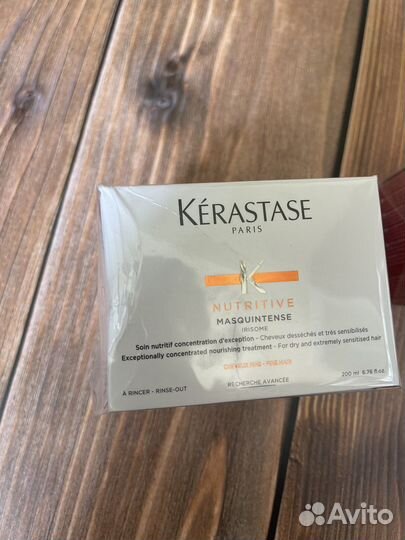 KÉRASTASE
PARIS
K
NUTRITIVE
MASQUINTENSE
IRISOME
Soin nutritif concentration d'exception - Cheveux desséchés et très sensibilisés
Exceptionally concentrated nourishing treatment - For dry and extremely sensitised hair
CHEVEUX FINS - FINE HAIR
À RINCER - RINSE-OUT
RECHERCHE AVANCÉE
200 ml 6.76 fl.oz.
Avito